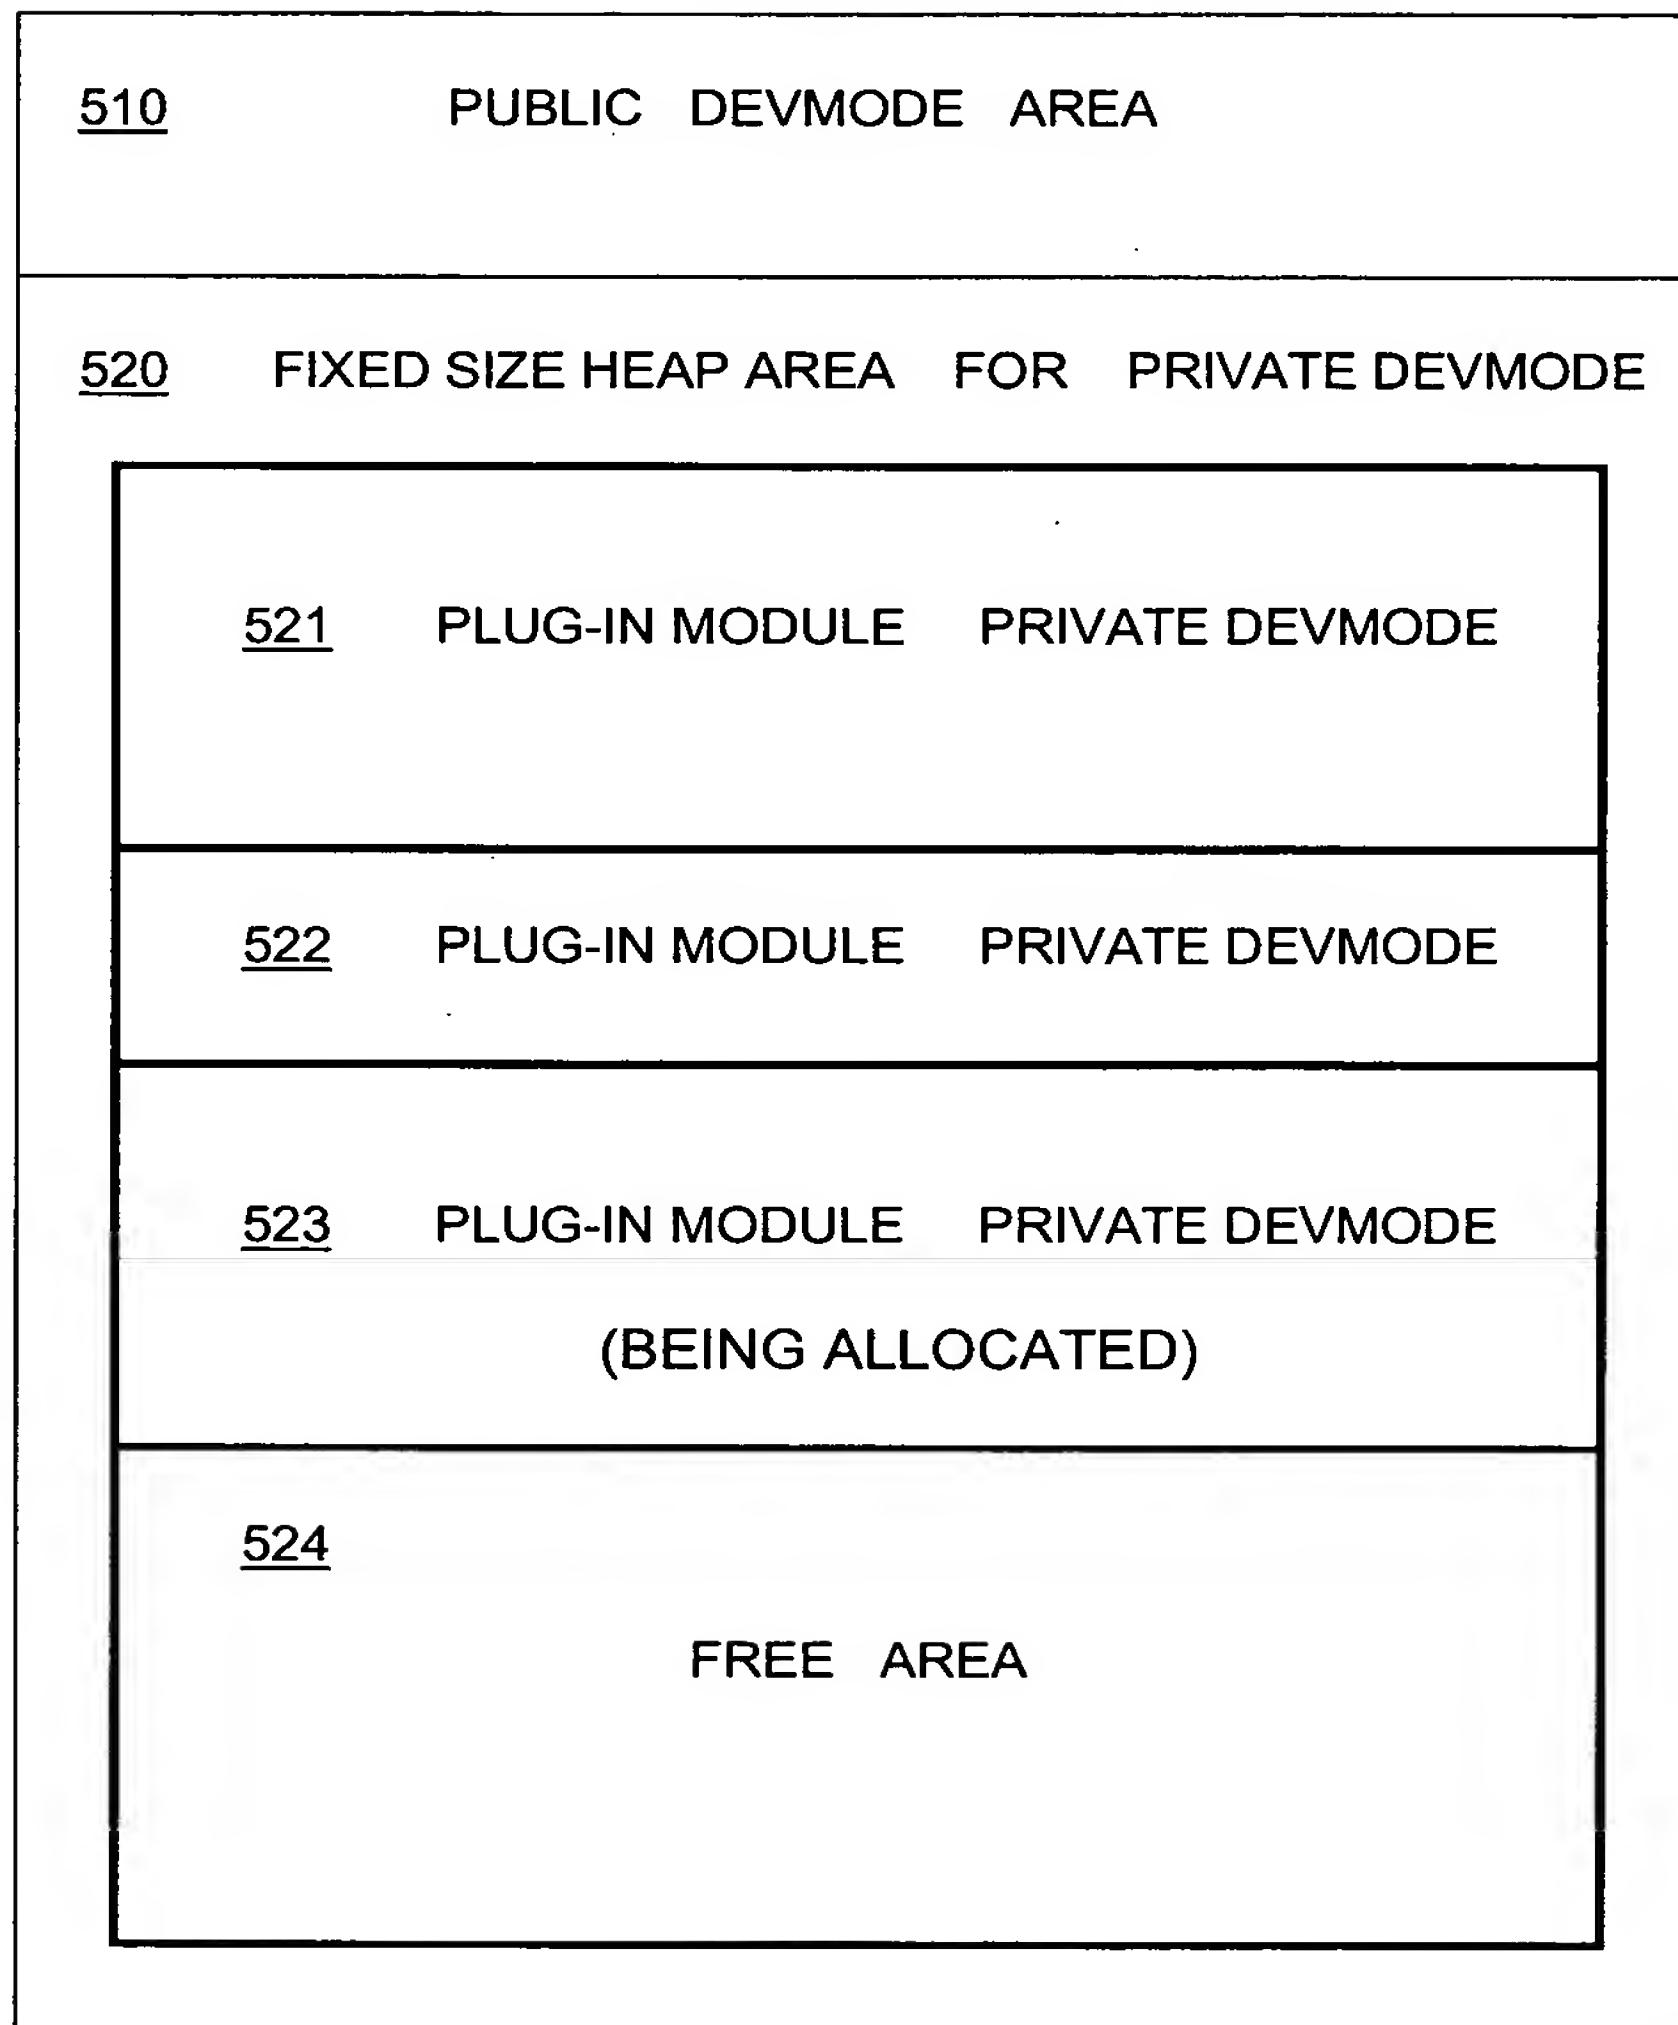 510 PUBLIC DEVMODE AREA
520 FIXED SIZE HEAP AREA FOR PRIVATE DEVMODE
521 PLUG-IN MODULE PRIVATE DEVMODE
522 PLUG-IN MODULE PRIVATE DEVMODE
523 PLUG-IN MODULE PRIVATE DEVMODE
(BEING ALLOCATED)
524
FREE AREA